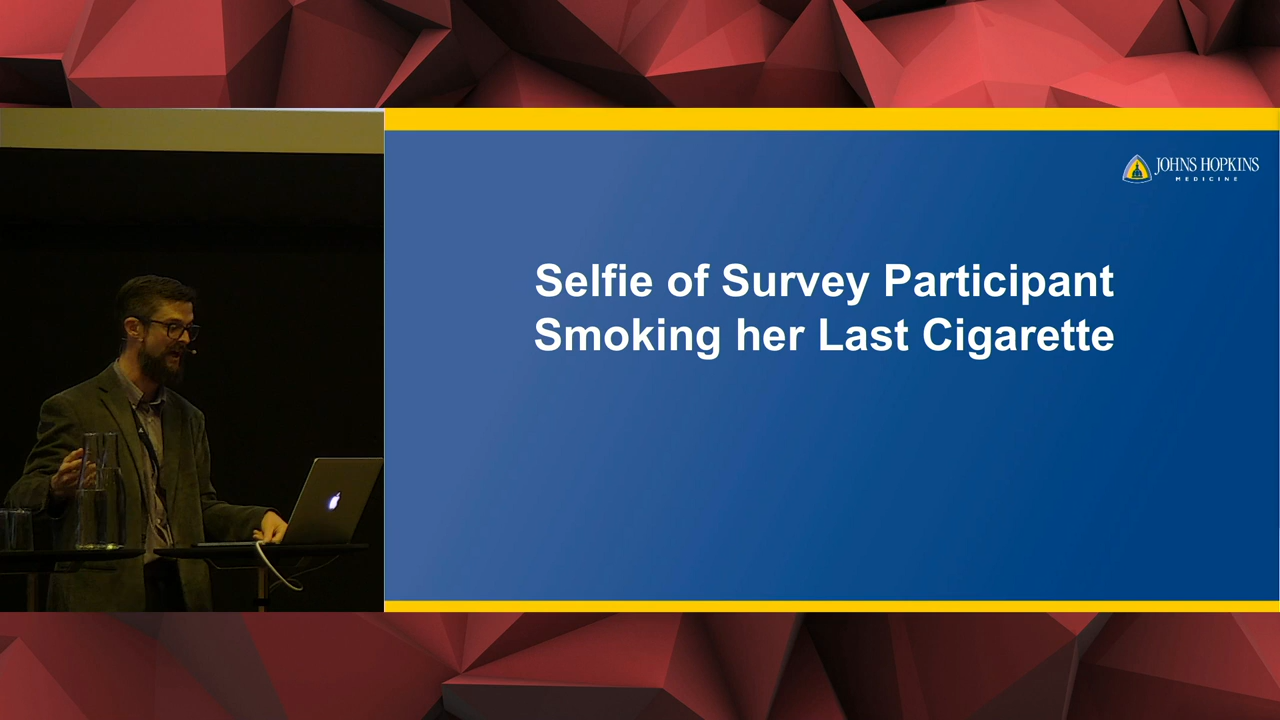 JOHNS HOPKINS
MEDICINE
Selfie of Survey Participant
Smoking her Last Cigarette